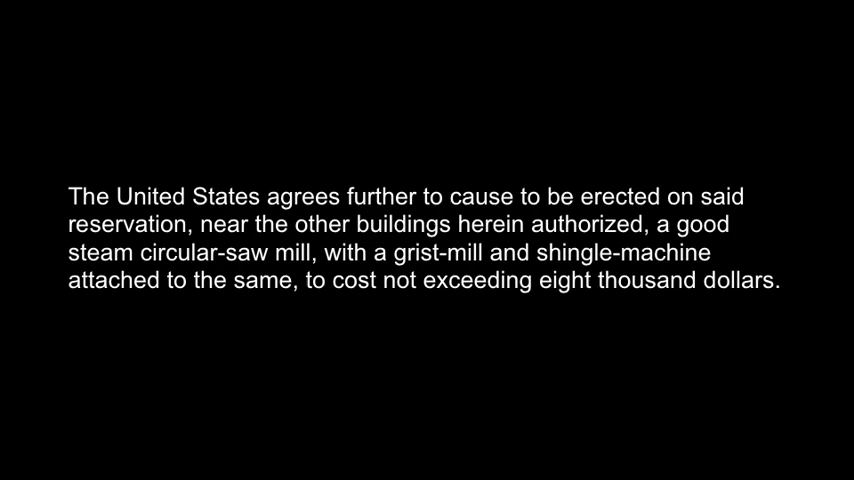 The United States agrees further to cause to be erected on said
reservation, near the other buildings herein authorized, a good
steam circular-saw mill, with a grist-mill and shingle-machine
attached to the same, to cost not exceeding eight thousand dollars.